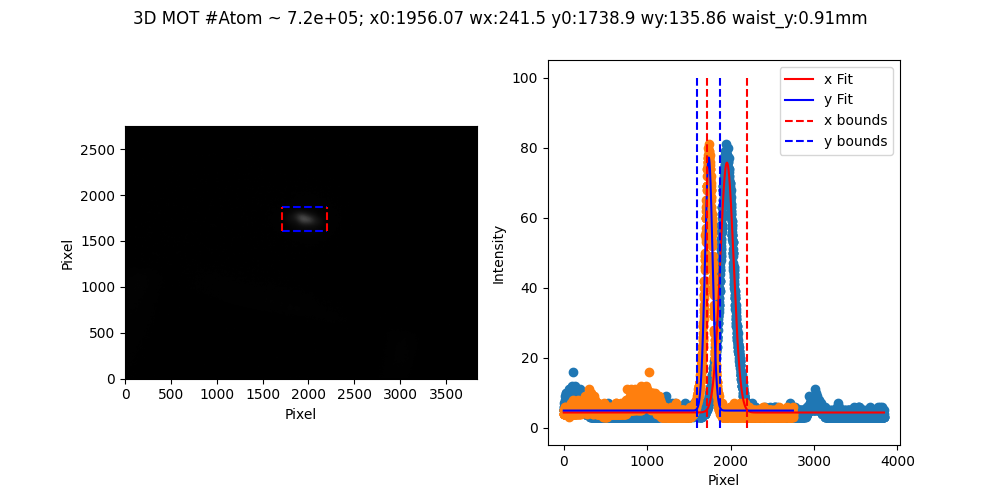 3D MOT #Atom ~ 7.2e+05; x0:1956.07 wx:241.5 y0:1738.9 wy:135.86 waist_y:0.91mm
2500
2000
1500
1000
500
0
Pixel
0 500 1000 1500 2000 2500 3000 3500
Pixel
100
80
60
40
20
0
Intensity
0 1000 2000 3000 4000
Pixel
x Fit
y Fit
x bounds
y bounds